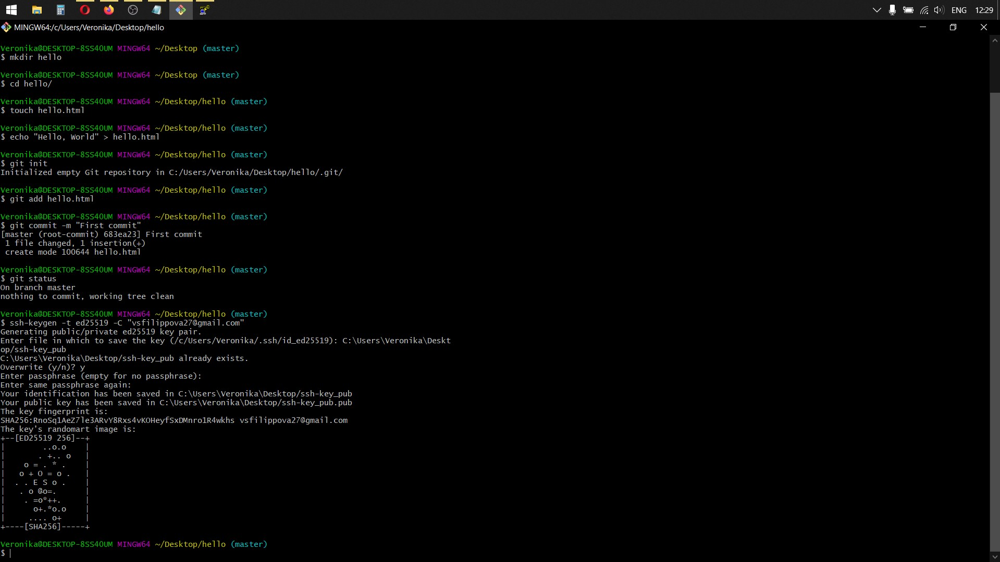 ENG 12:29
MINGW64:/c/Users/Veronika/Desktop/hello
Veronika@DESKTOP-8SS40UM MINGW64 ~/Desktop (master)
$ mkdir hello
Veronika@DESKTOP-8SS40UM MINGW64 ~/Desktop (master)
$ cd hello/
Veronika@DESKTOP-8SS40UM MINGW64 ~/Desktop/hello (master)
$ touch hello.html
Veronika@DESKTOP-8SS40UM MINGW64 ~/Desktop/hello (master)
$ echo "Hello, World" > hello.html
Veronika@DESKTOP-8SS40UM MINGW64 ~/Desktop/hello (master)
$ git init
Initialized empty Git repository in C:/Users/Veronika/Desktop/hello/.git/
Veronika@DESKTOP-8SS40UM MINGW64 ~/Desktop/hello (master)
$ git add hello.html
Veronika@DESKTOP-8SS40UM MINGW64 ~/Desktop/hello (master)
$ git commit -m "First commit"
[master (root-commit) 683ea23] First commit
 1 file changed, 1 insertion(+)
 create mode 100644 hello.html
Veronika@DESKTOP-8SS40UM MINGW64 ~/Desktop/hello (master)
$ git status
On branch master
nothing to commit, working tree clean
Veronika@DESKTOP-8SS40UM MINGW64 ~/Desktop/hello (master)
$ ssh-keygen -t ed25519 -C "vsfilippova27@gmail.com"
Generating public/private ed25519 key pair.
Enter file in which to save the key (/c/Users/Veronika/.ssh/id_ed25519): C:\Users\Veronika\Deskt
op/ssh-key_pub
C:\Users\Veronika\Desktop/ssh-key_pub already exists.
Overwrite (y/n)? y
Enter passphrase (empty for no passphrase):
Enter same passphrase again:
Your identification has been saved in C:\Users\Veronika\Desktop/ssh-key_pub
Your public key has been saved in C:\Users\Veronika\Desktop/ssh-key_pub.pub
The key fingerprint is:
SHA256:RnoSq1AeZ7le3ARvY8Rxs4vKOHeyfSxDMnro1R4wkhs vsfilippova27@gmail.com
The key's randomart image is:
+--[ED25519 256]--+
|        ..o.o    |
|       . +.. o   |
|    o = . * .    |
|   o + O = o .   |
|  . . E S o .    |
|   . o @o=.      |
|    . =o*++.     |
|      o+.*o.o    |
|     .... o+     |
+----[SHA256]-----+
Veronika@DESKTOP-8SS40UM MINGW64 ~/Desktop/hello (master)
$